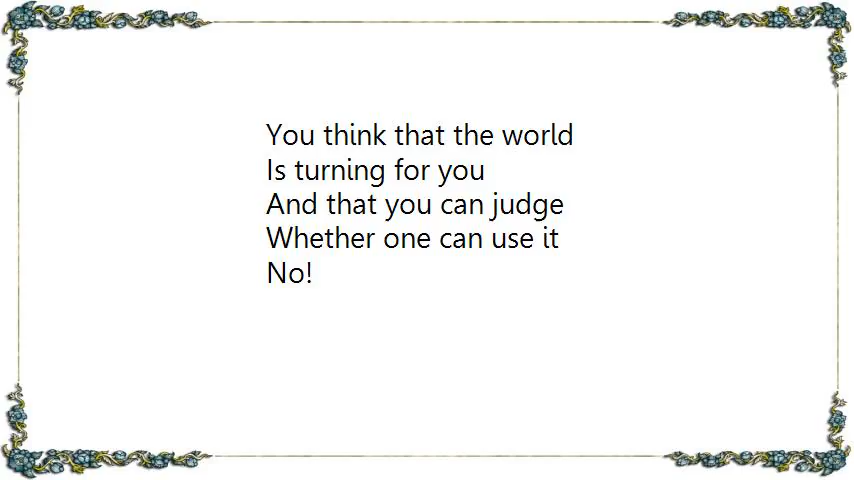 You think that the world
Is turning for you
And that you can judge
Whether one can use it
No!